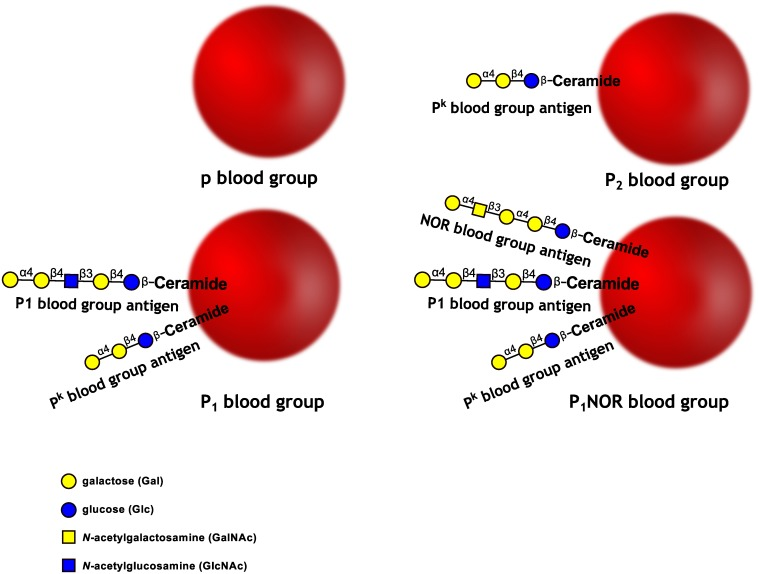 p blood group
α4 β4 β-Ceramide
Pᵏ blood group antigen
P₂ blood group
α4 β4 β3 β4 β-Ceramide
P1 blood group antigen
α4 β4 β-Ceramide
Pᵏ blood group antigen
P₁ blood group
α4 β3 α4 β4 β-Ceramide
NOR blood group antigen
α4 β4 β3 β4 β-Ceramide
P1 blood group antigen
α4 β4 β-Ceramide
Pᵏ blood group antigen
P₁NOR blood group
galactose (Gal)
glucose (Glc)
N-acetylgalactosamine (GalNAc)
N-acetylglucosamine (GlcNAc)